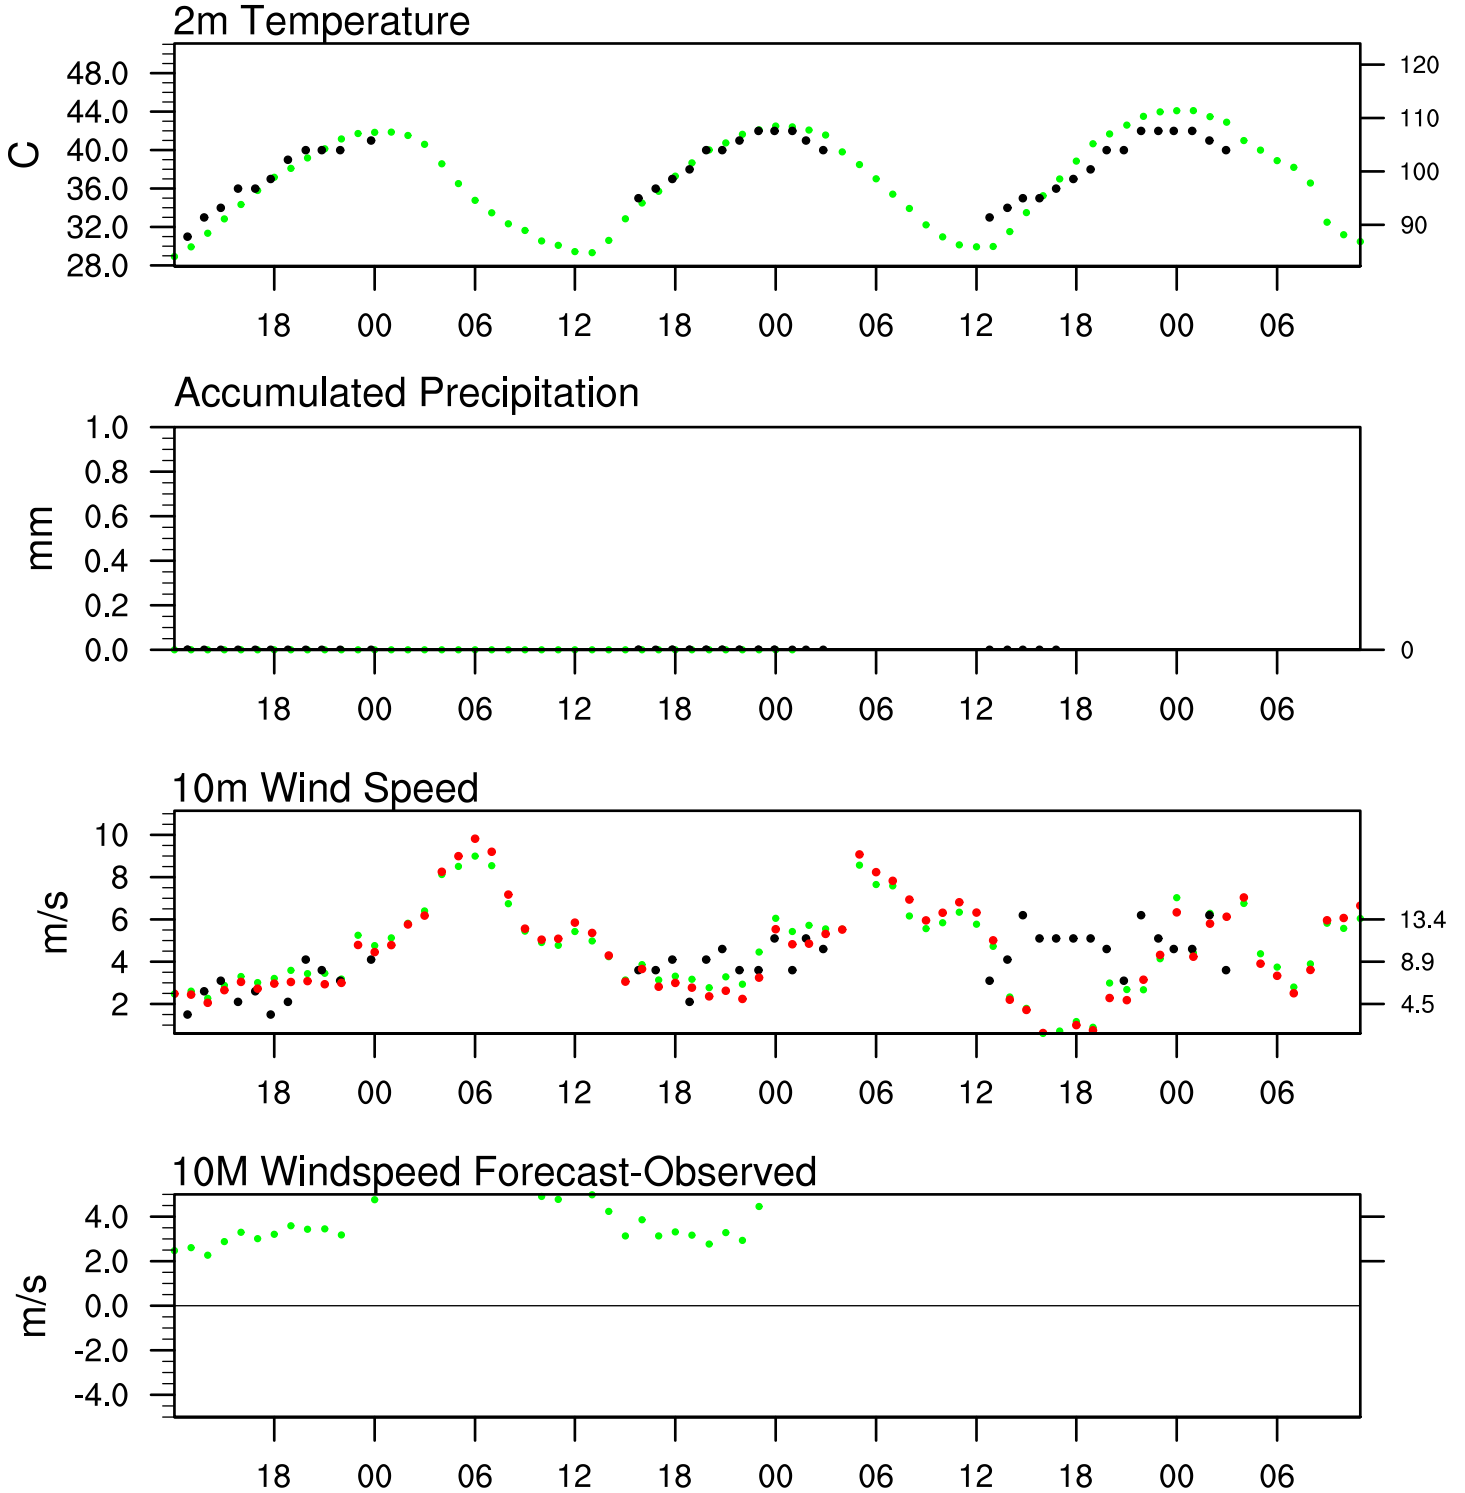 2m Temperature
48.0
44.0
40.0
36.0
32.0
28.0
C
120
110
100
90
18 00 06 12 18 00 06 12 18 00 06
Accumulated Precipitation
1.0
0.8
0.6
0.4
0.2
0.0
mm
0
18 00 06 12 18 00 06 12 18 00 06
10m Wind Speed
10
8
6
4
2
m/s
13.4
8.9
4.5
18 00 06 12 18 00 06 12 18 00 06
10M Windspeed Forecast-Observed
4.0
2.0
0.0
-2.0
-4.0
m/s
18 00 06 12 18 00 06 12 18 00 06